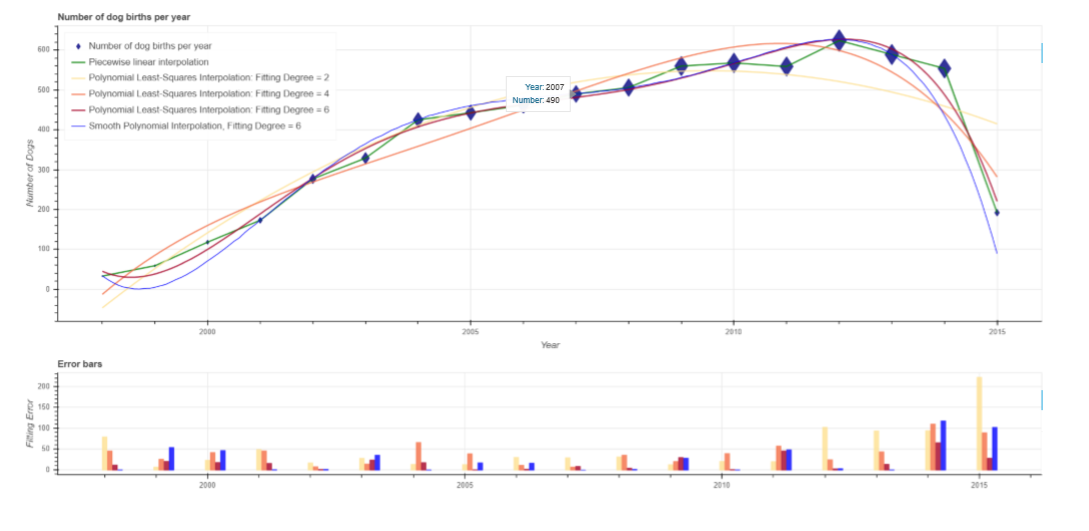 Number of dog births per year
600
500
400
300
200
100
0
Number of Dogs
Number of dog births per year
Piecewise linear interpolation
Polynomial Least-Squares Interpolation: Fitting Degree = 2
Polynomial Least-Squares Interpolation: Fitting Degree = 4
Polynomial Least-Squares Interpolation: Fitting Degree = 6
Smooth Polynomial Interpolation, Fitting Degree = 6
Year: 2007
Number: 490
2000
2005
2010
2015
Year
Error bars
200
150
100
50
0
Fitting Error
2000
2005
2010
2015